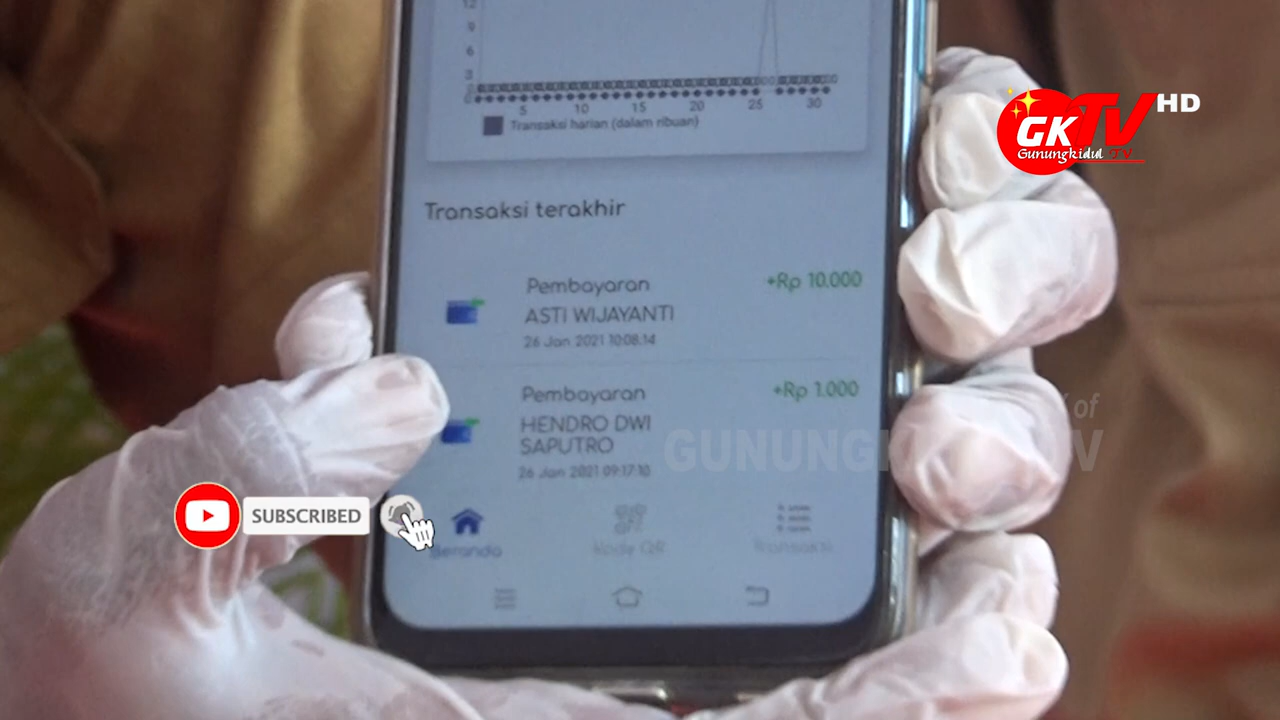 12
9
6
3
0
5 10 15 20 25 30
Transaksi harian (dalam ribuan)
GKTV HD
Gunungkidul TV
Transaksi terakhir
Pembayaran +Rp 10.000
ASTI WIJAYANTI
26 Jan 2021 10:08:14
Pembayaran +Rp 1.000
HENDRO DWI
SAPUTRO
26 Jan 2021 09:17:10
of
GUNUNGK TV
SUBSCRIBED
Beranda Kode QR Transaksi